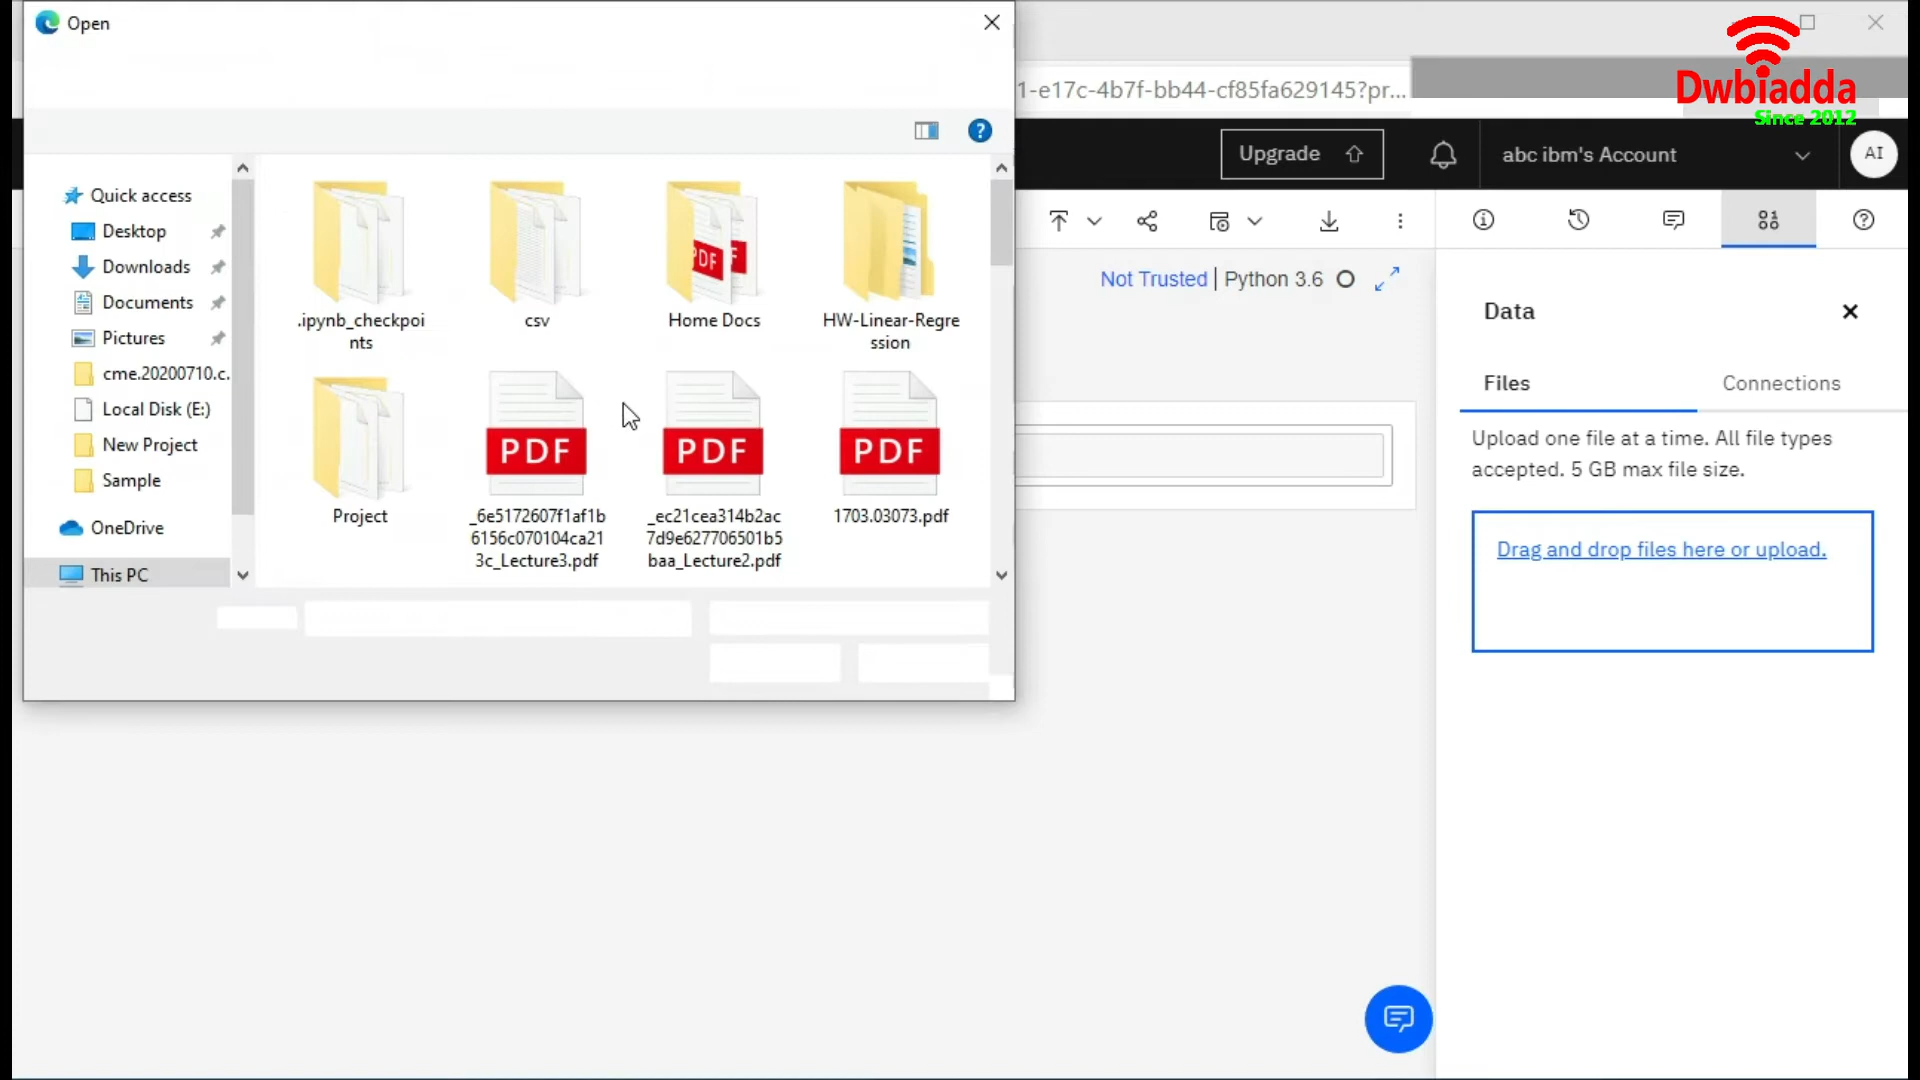 Open
1-e17c-4b7f-bb44-cf85fa629145?pr...
Dwbiadda
Since 2012
Upgrade
abc ibm's Account
AI
Quick access
Desktop
Downloads
Documents
Pictures
cme.20200710.c.
Local Disk (E:)
New Project
Sample
OneDrive
This PC
.ipynb_checkpoi
nts
csv
Home Docs
HW-Linear-Regre
ssion
Project
PDF
_6e5172607f1af1b
6156c070104ca21
3c_Lecture3.pdf
PDF
_ec21cea314b2ac
7d9e627706501b5
baa_Lecture2.pdf
PDF
1703.03073.pdf
Not Trusted | Python 3.6
Data
Files
Connections
Upload one file at a time. All file types
accepted. 5 GB max file size.
Drag and drop files here or upload.